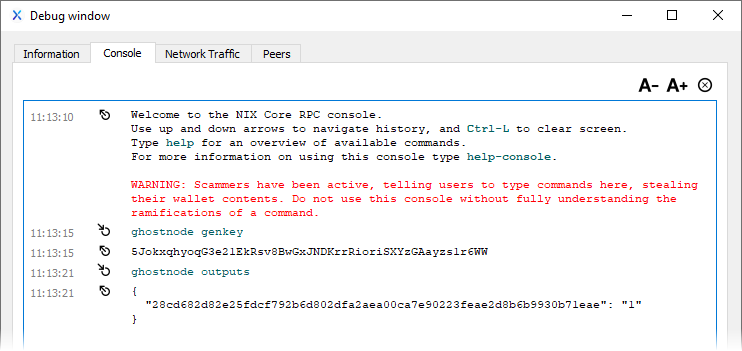 Debug window
Information Console Network Traffic Peers
A- A+
11:13:10 Welcome to the NIX Core RPC console.
Use up and down arrows to navigate history, and Ctrl-L to clear screen.
Type help for an overview of available commands.
For more information on using this console type help-console.
WARNING: Scammers have been active, telling users to type commands here, stealing
their wallet contents. Do not use this console without fully understanding the
ramifications of a command.
11:13:15 ghostnode genkey
11:13:15 5JokxqhyoqG3e2lEkRsv8BwGxJNDKrrRioriSXYzGAayzslr6WW
11:13:21 ghostnode outputs
11:13:21 {
"28cd682d82e25fdcf792b6d802dfa2aea00ca7e90223feae2d8b6b9930b71eae": "1"
}